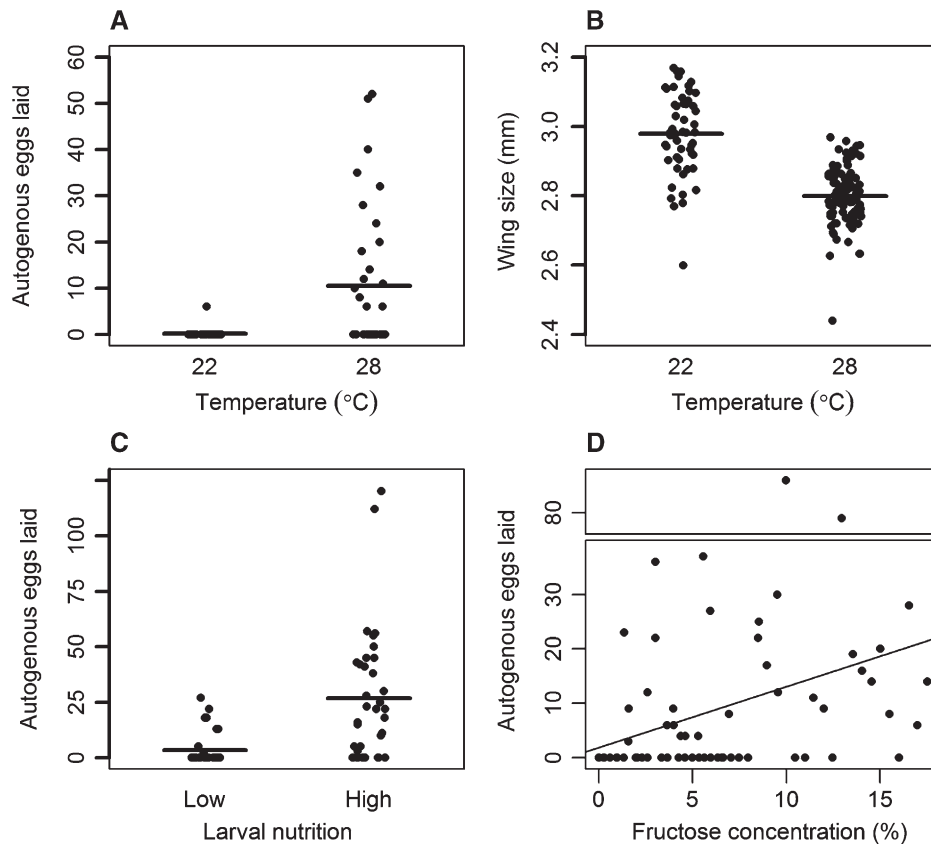 A
Autogenous eggs laid
60
50
40
30
20
10
0
22 28
Temperature (°C)
B
Wing size (mm)
3.2
3.0
2.8
2.6
2.4
22 28
Temperature (°C)
C
Autogenous eggs laid
100
75
50
25
0
Low High
Larval nutrition
D
Autogenous eggs laid
80
30
20
10
0
0 5 10 15
Fructose concentration (%)